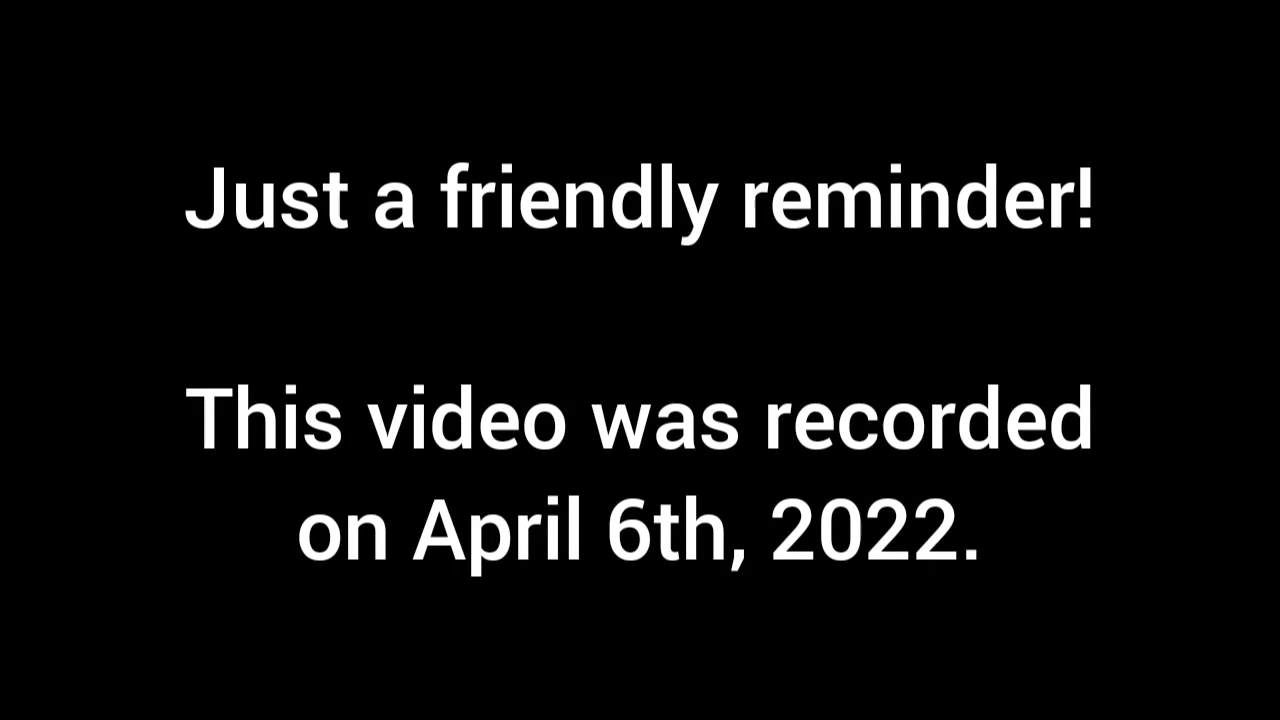 Just a friendly reminder!
This video was recorded
on April 6th, 2022.